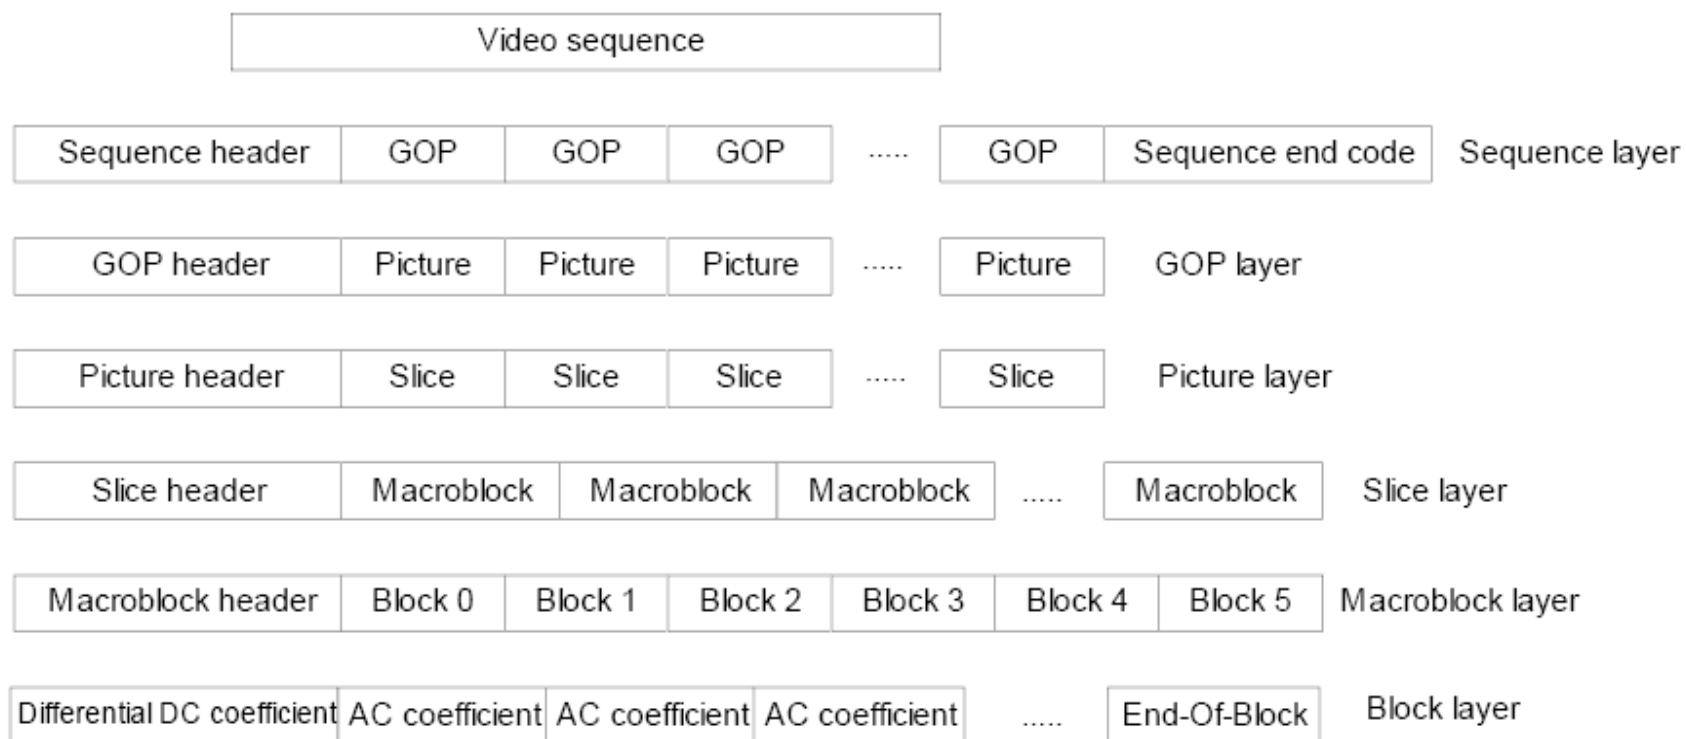 Video sequence
Sequence header GOP GOP GOP ..... GOP Sequence end code Sequence layer
GOP header Picture Picture Picture ..... Picture GOP layer
Picture header Slice Slice Slice ..... Slice Picture layer
Slice header Macroblock Macroblock Macroblock ..... Macroblock Slice layer
Macroblock header Block 0 Block 1 Block 2 Block 3 Block 4 Block 5 Macroblock layer
Differential DC coefficient AC coefficient AC coefficient AC coefficient ..... End-Of-Block Block layer